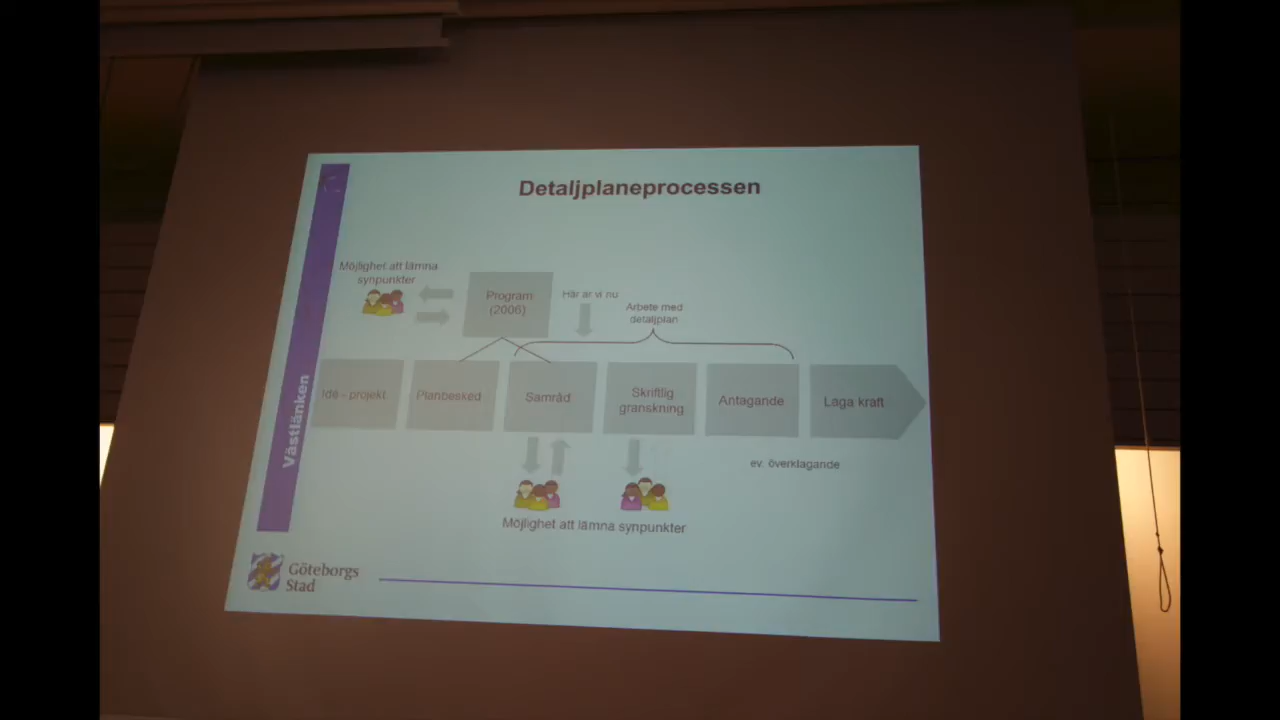 Detaljplaneprocessen
Möjlighet att lämna
synpunkter
Program
(2006)
Här är vi nu
Arbete med
detaljplan
Idé - projekt
Planbesked
Samråd
Skriftlig
granskning
Antagande
Laga kraft
ev. överklagande
Möjlighet att lämna synpunkter
Västlänken
Göteborgs
Stad